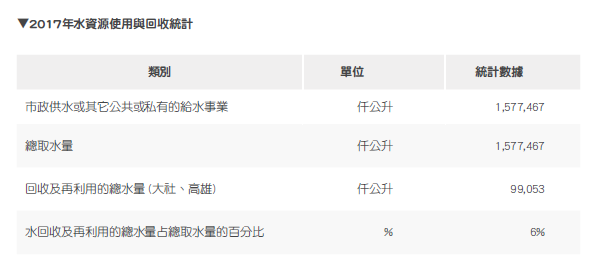 ▼2017年水資源使用與回收統計
類別 單位 統計數據
市政供水或其它公共或私有的給水事業 仟公升 1,577,467
總取水量 仟公升 1,577,467
回收及再利用的總水量 (大社、高雄) 仟公升 99,053
水回收及再利用的總水量占總取水量的百分比 % 6%